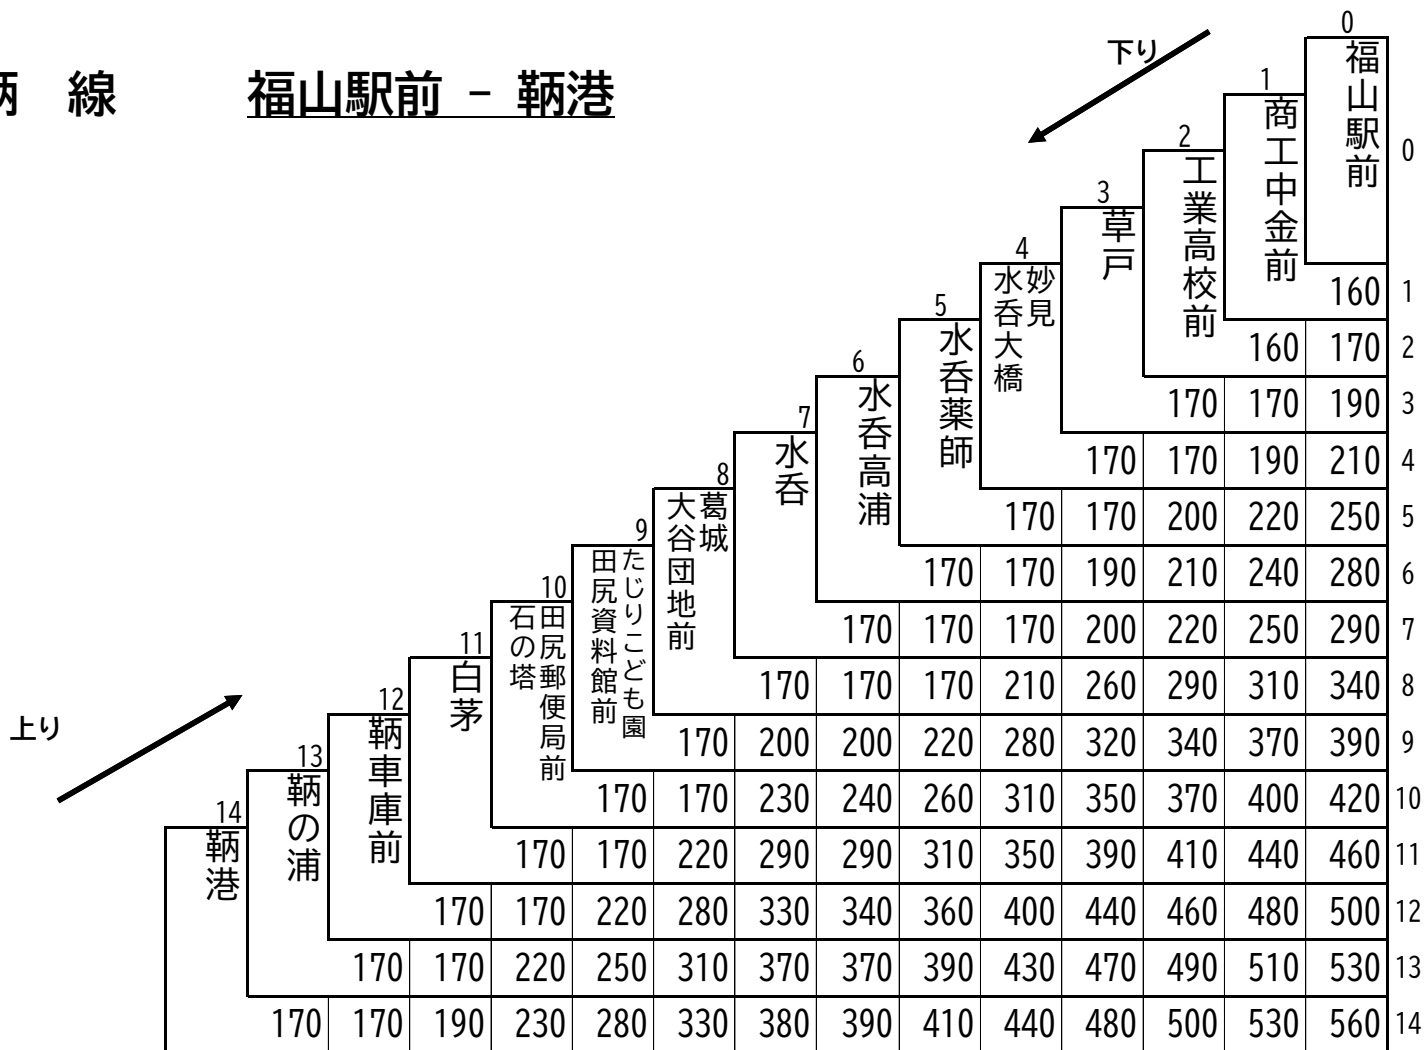 線 福山駅前 － 鞆港
下り
上り
0
福山駅前
0
1
商工中金前
160 1
2
工業高校前
160 170 2
3
草戸
170 170 190 3
4
妙見
水呑大橋
170 170 190 210 4
5
水呑薬師
170 170 200 220 250 5
6
水呑高浦
170 170 190 210 240 280 6
7
水呑
170 170 170 200 220 250 290 7
8
葛城
大谷団地前
170 170 170 210 260 290 310 340 8
9
たじりこども園
田尻資料館前
170 200 200 220 280 320 340 370 390 9
10
田尻郵便局前
石の塔
170 170 230 240 260 310 350 370 400 420 10
11
白茅
170 170 220 290 290 310 350 390 410 440 460 11
12
鞆車庫前
170 170 220 280 330 340 360 400 440 460 480 500 12
13
鞆の浦
170 170 220 250 310 370 370 390 430 470 490 510 530 13
14
鞆港
170 170 190 230 280 330 380 390 410 440 480 500 530 560 14